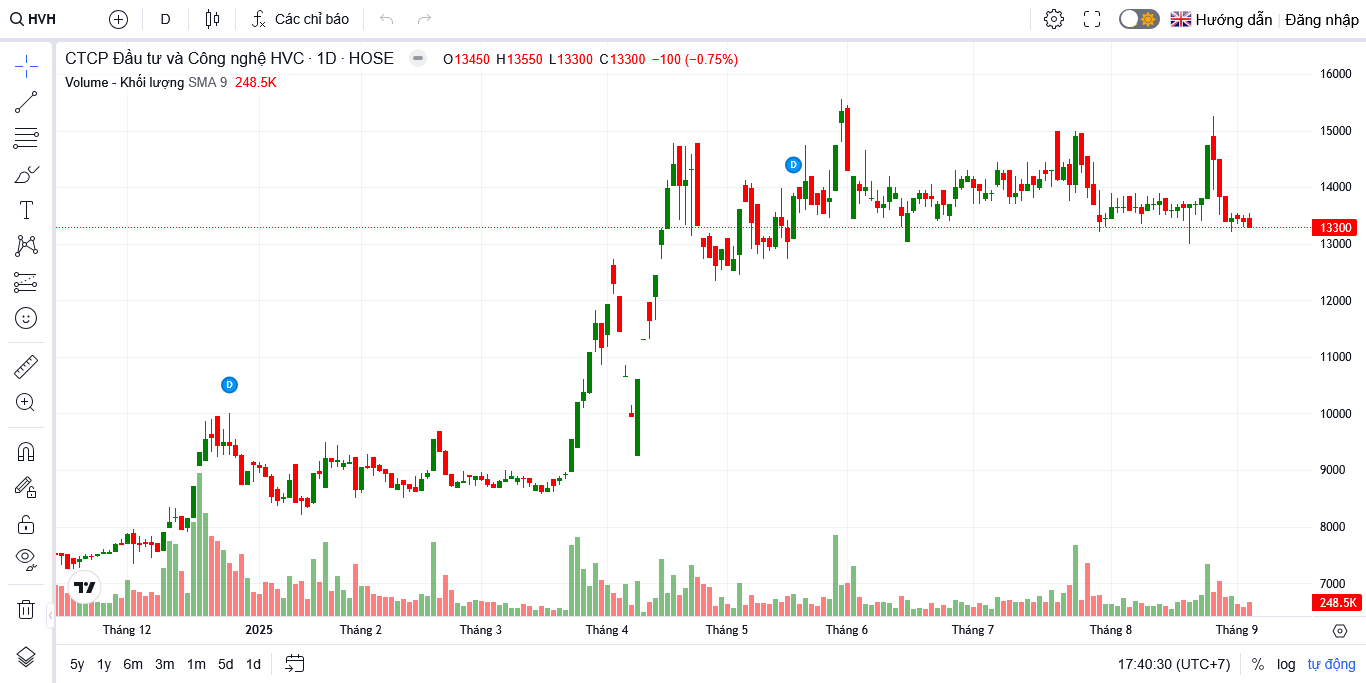 HVH D Các chỉ báo Hướng dẫn Đăng nhập
CTCP Đầu tư và Công nghệ HVC · 1D · HOSE O13450 H13550 L13300 C13300 −100 (−0.75%)
Volume - Khối lượng SMA 9 248.5K
16000
15000
D
14000
13300
13000
12000
11000
D
10000
9000
8000
7000
248.5K
Tháng 12 2025 Tháng 2 Tháng 3 Tháng 4 Tháng 5 Tháng 6 Tháng 7 Tháng 8 Tháng 9
5y 1y 6m 3m 1m 5d 1d 17:40:30 (UTC+7) % log tự động